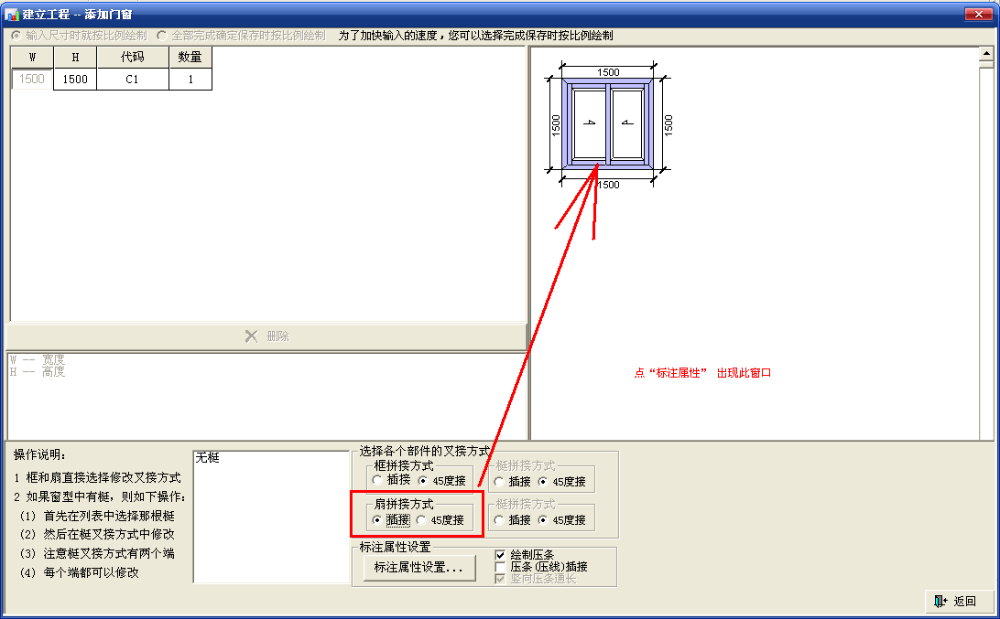 建立工程 -- 添加门窗
输入尺寸时就按比例绘制 全部完成确定保存时按比例绘制 为了加快输入的速度，您可以选择完成保存时按比例绘制
W H 代码 数量
1500 1500 C1 1
删除
W -- 宽度
H -- 高度
1500
1500
1500
1500
点“标注属性” 出现此窗口
操作说明:
1 框和扇直接选择修改叉接方式
2 如果窗型中有梃，则如下操作:
(1) 首先在列表中选择那根梃
(2) 然后在梃叉接方式中修改
(3) 注意梃叉接方式有两个端
(4) 每个端都可以修改
无梃
选择各个部件的叉接方式
框拼接方式
插接 45度接
梃拼接方式
插接 45度接
扇拼接方式
插接 45度接
梃拼接方式
插接 45度接
标注属性设置
标注属性设置...
绘制压条
压条(压线)插接
竖向压条通长
返回